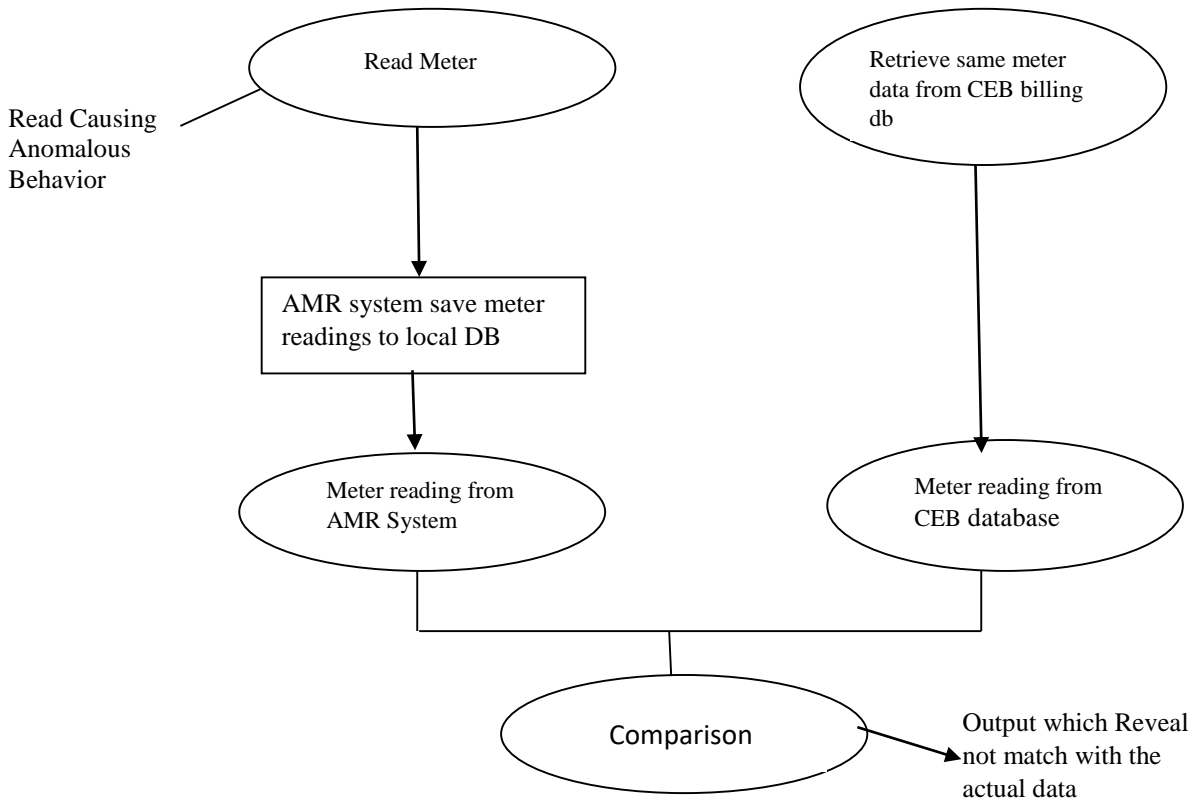 Read Meter
Retrieve same meter
data from CEB billing
db
Read Causing
Anomalous
Behavior
AMR system save meter
readings to local DB
Meter reading from
AMR System
Meter reading from
CEB database
Comparison
Output which Reveal
not match with the
actual data